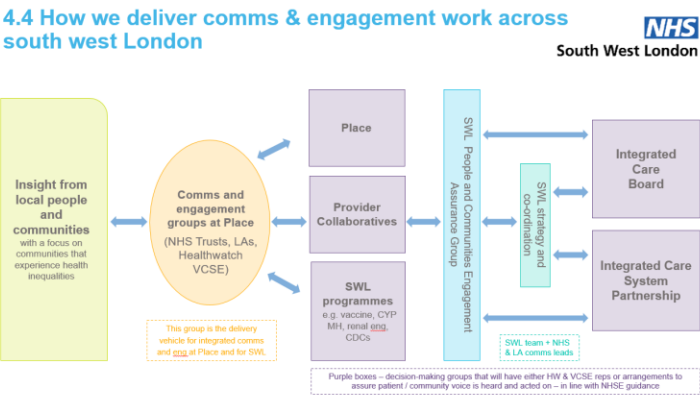 4.4 How we deliver comms & engagement work across
south west London
NHS
South West London
Insight from
local people
and
communities
with a focus on
communities that
experience health
inequalities
Comms and
engagement
groups at Place
(NHS Trusts, LAs,
Healthwatch
VCSE)
This group is the delivery
vehicle for integrated comms
and eng at Place and for SWL
Place
Provider
Collaboratives
SWL
programmes
e.g. vaccine, CYP
MH, renal eng,
CDCs
SWL People and Communities Engagement
Assurance Group
SWL strategy and
co-ordination
SWL team + NHS
& LA comms leads
Integrated
Care
Board
Integrated Care
System
Partnership
Purple boxes – decision-making groups that will have either HW & VCSE reps or arrangements to
assure patient / community voice is heard and acted on – in line with NHSE guidance